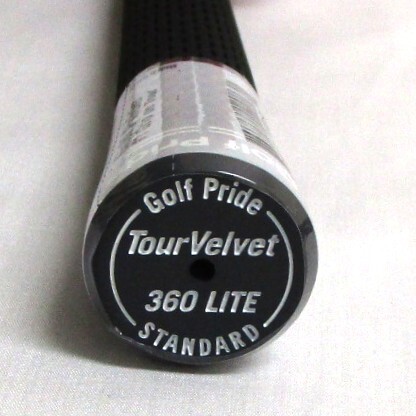 Golf Pride
TourVelvet
360 LITE
STANDARD